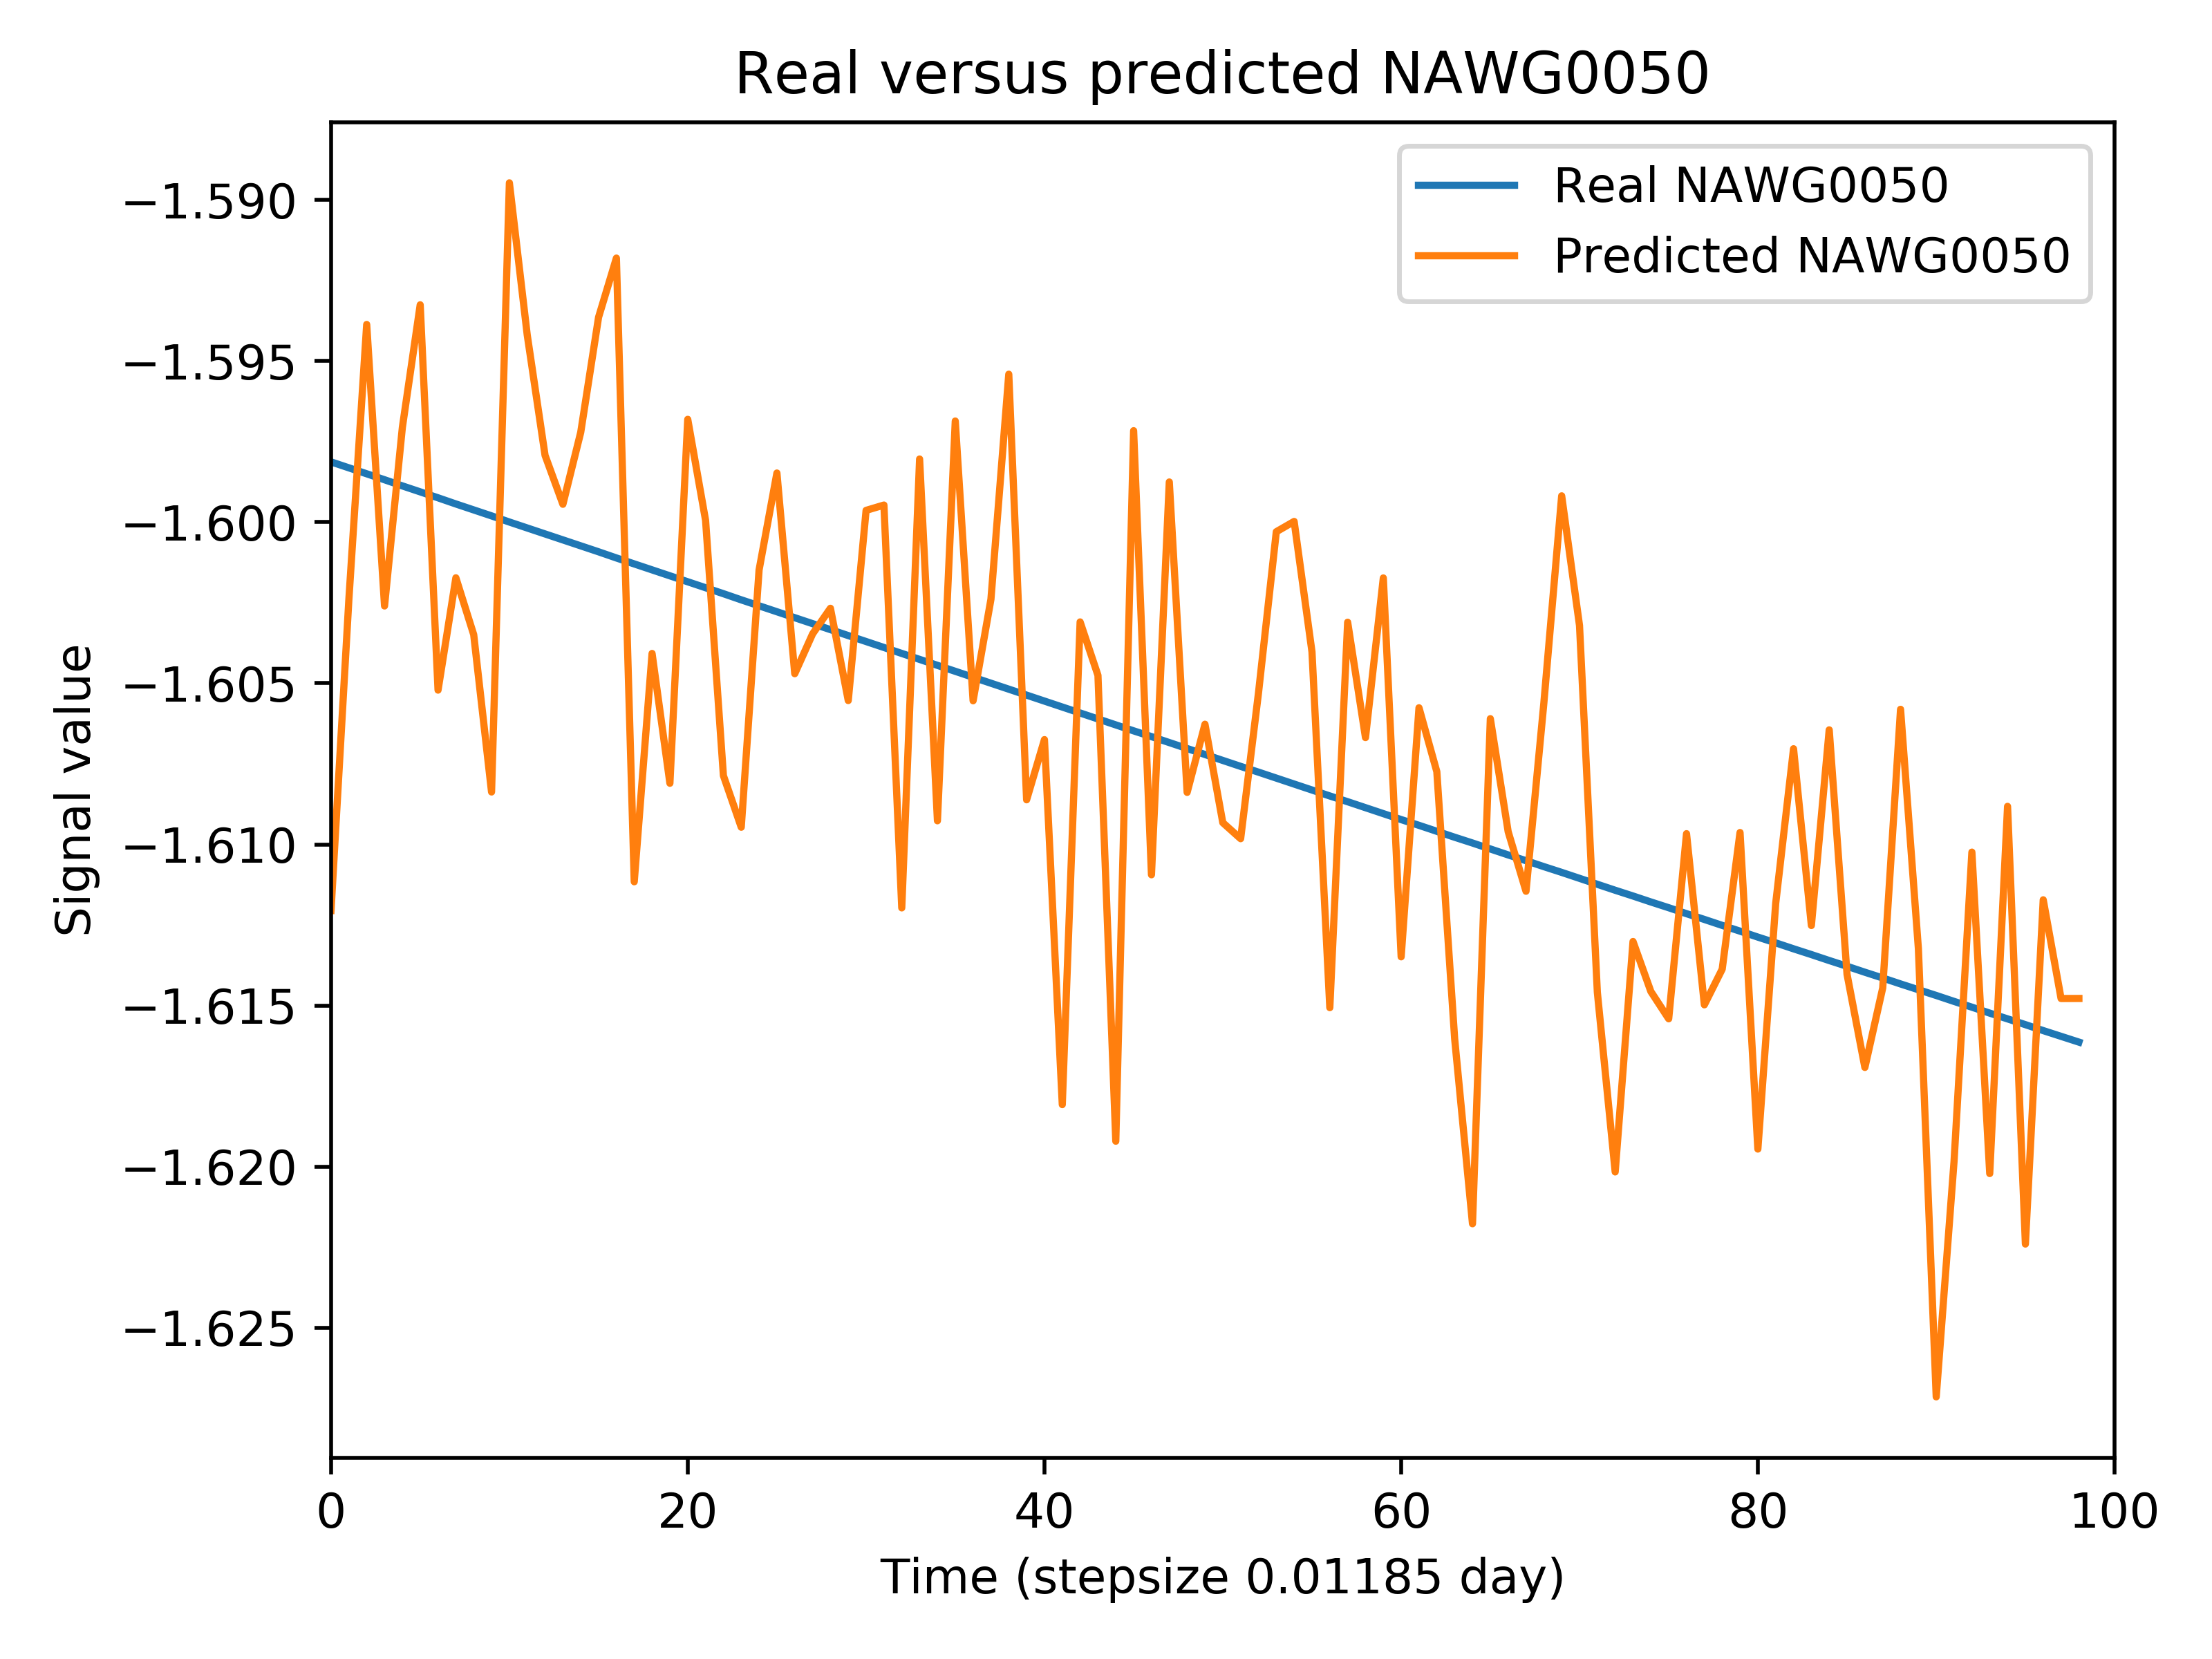 Real versus predicted NAWG0050
Real NAWG0050
Predicted NAWG0050
−1.590
−1.595
−1.600
−1.605
−1.610
−1.615
−1.620
−1.625
Signal value
0 20 40 60 80 100
Time (stepsize 0.01185 day)